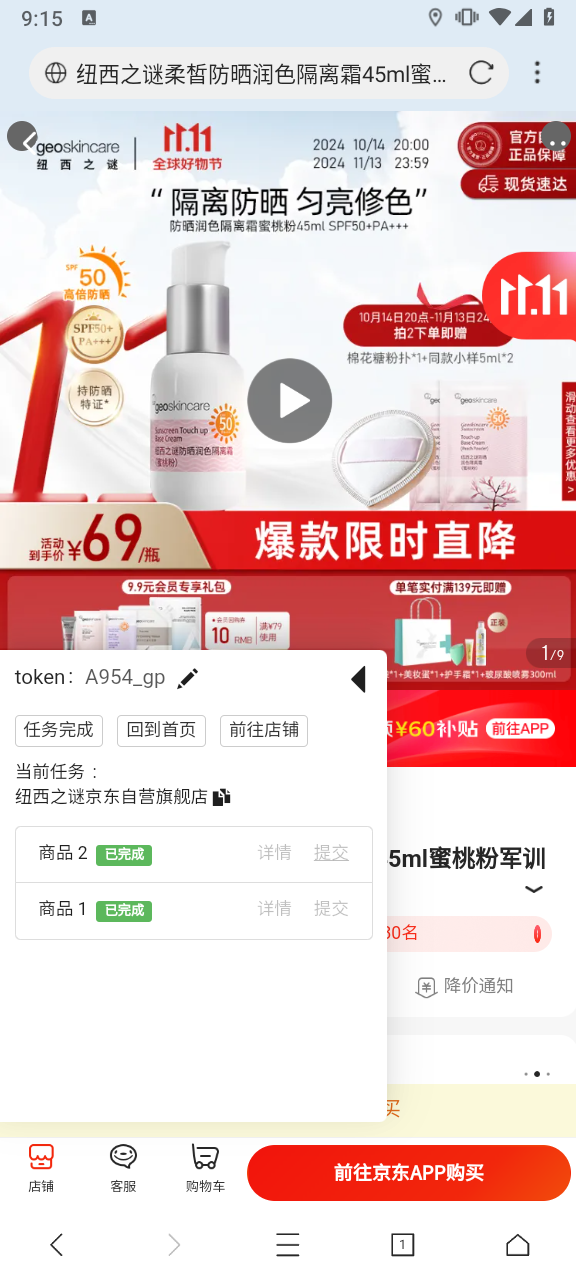 9:15
A
纽西之谜柔皙防晒润色隔离霜45ml蜜...
geoskincare
纽西之谜
11.11
全球好物节
2024 10/14 20:00
2024 11/13 23:59
官方
正品保障
现货速达
“隔离防晒 匀亮修色”
防晒润色隔离霜蜜桃粉45ml SPF50+PA+++
SPF
50
高倍防晒
SPF50+
PA+++
持防晒
特证*
11.11
10月14日20点-11月13日24
拍2下单即赠
棉花糖粉扑*1+同款小样5ml*2
geoskincare
50
Sunscreen Touch up
Base Cream
纽西之谜防晒润色隔离霜
(蜜桃粉)
滑动查看更多优惠
>
活动
到手价
¥69/瓶
爆款限时直降
9.9元会员专享礼包
单笔实付满139元即赠
10 RMB
满¥79
使用
正装
*1+美妆蛋*1+护手霜*1+玻尿酸喷雾300ml
1/9
¥60补贴
前往APP
token: A954_gp
任务完成
回到首页
前往店铺
当前任务：
纽西之谜京东自营旗舰店
商品 2 已完成 详情 提交
商品 1 已完成 详情 提交
5ml蜜桃粉军训
30名
降价通知
买
店铺
客服
购物车
前往京东APP购买
1